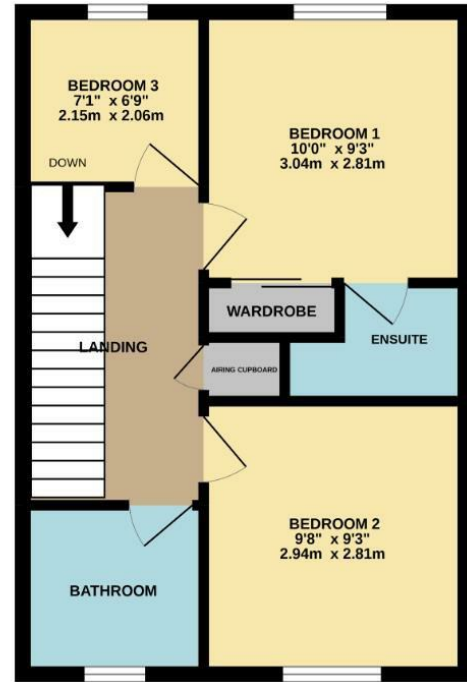 BEDROOM 3
7'1" x 6'9"
2.15m x 2.06m
DOWN
BEDROOM 1
10'0" x 9'3"
3.04m x 2.81m
WARDROBE
ENSUITE
LANDING
AIRING CUPBOARD
BEDROOM 2
9'8" x 9'3"
2.94m x 2.81m
BATHROOM